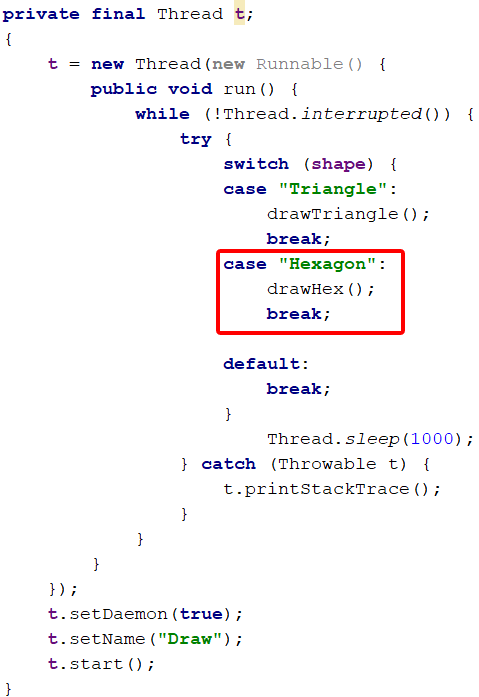 private final Thread t;
{
    t = new Thread(new Runnable() {
        public void run() {
            while (!Thread.interrupted()) {
                try {
                    switch (shape) {
                    case "Triangle":
                        drawTriangle();
                        break;
                    case "Hexagon":
                        drawHex();
                        break;

                    default:
                        break;
                    }
                        Thread.sleep(1000);
                } catch (Throwable t) {
                    t.printStackTrace();
                }
            }
        }
    });
    t.setDaemon(true);
    t.setName("Draw");
    t.start();
}